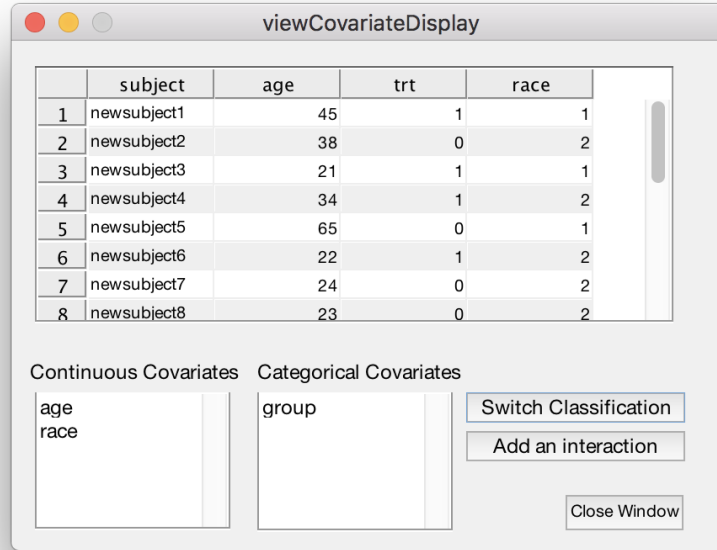 viewCovariateDisplay
subject age trt race
1 newsubject1 45 1 1
2 newsubject2 38 0 2
3 newsubject3 21 1 1
4 newsubject4 34 1 2
5 newsubject5 65 0 1
6 newsubject6 22 1 2
7 newsubject7 24 0 2
8 newsubject8 23 0 2
Continuous Covariates Categorical Covariates
age group Switch Classification
race Add an interaction
Close Window